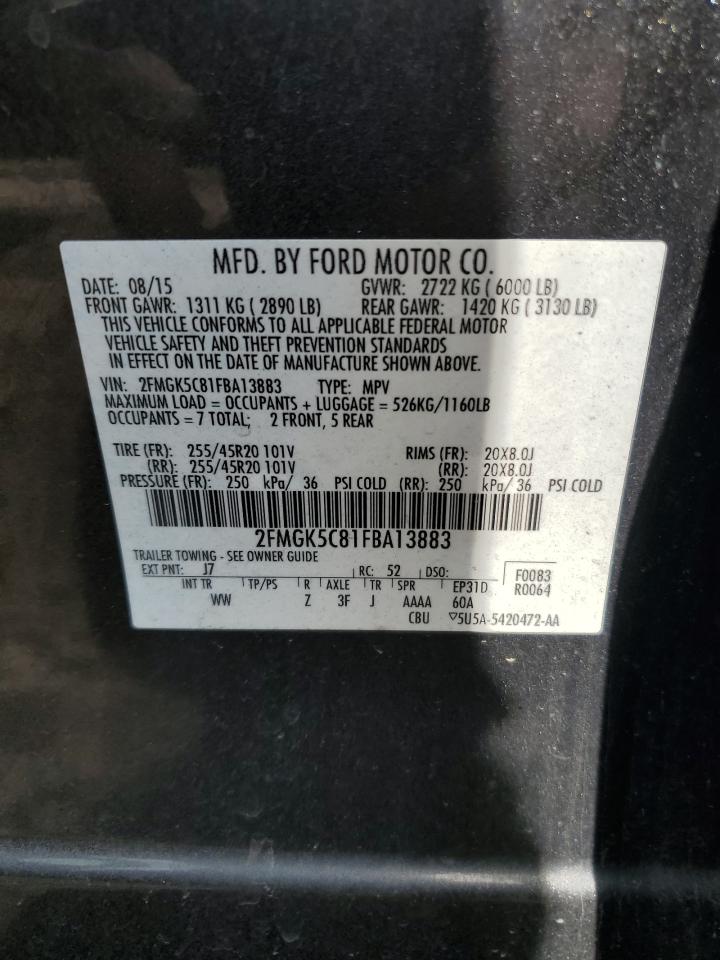 MFD. BY FORD MOTOR CO.
DATE: 08/15 GVWR: 2722 KG ( 6000 LB)
FRONT GAWR: 1311 KG ( 2890 LB) REAR GAWR: 1420 KG ( 3130 LB)
THIS VEHICLE CONFORMS TO ALL APPLICABLE FEDERAL MOTOR
VEHICLE SAFETY AND THEFT PREVENTION STANDARDS
IN EFFECT ON THE DATE OF MANUFACTURE SHOWN ABOVE.
VIN: 2FMGK5C81FBA13883 TYPE: MPV
MAXIMUM LOAD = OCCUPANTS + LUGGAGE = 526KG/1160LB
OCCUPANTS = 7 TOTAL; 2 FRONT, 5 REAR
TIRE (FR): 255/45R20 101V RIMS (FR): 20X8.0J
(RR): 255/45R20 101V (RR): 20X8.0J
PRESSURE (FR): 250 kPa/ 36 PSI COLD (RR): 250 kPa/ 36 PSI COLD
2FMGK5C81FBA13883
TRAILER TOWING - SEE OWNER GUIDE
EXT PNT: J7 RC: 52 DSO: F0083
INT TR TP/PS R AXLE TR SPR EP31D R0064
WW Z 3F J AAAA 60A
CBU ▽5U5A-5420472-AA